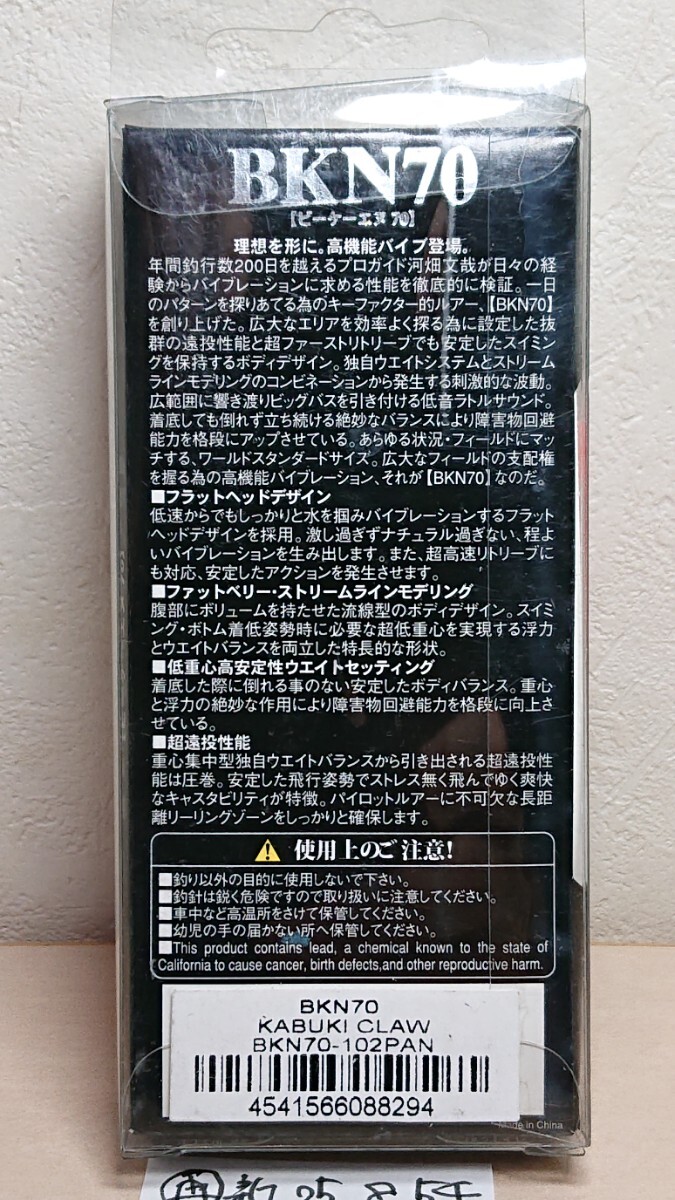 BKN70
【ビーケーエヌ 70】
理想を形に。高機能バイブ登場。
年間釣行数200日を越えるプロガイド河畑文哉が日々の経
験からバイブレーションに求める性能を徹底的に検証。一日
のパターンを探りあてる為のキーファクター的ルアー、【BKN70】
を創り上げた。広大なエリアを効率よく探る為に設定した抜
群の遠投性能と超ファーストリトリーブでも安定したスイミン
グを保持するボディデザイン。独自ウエイトシステムとストリーム
ラインモデリングのコンビネーションから発生する刺激的な波動。
広範囲に響き渡りビッグバスを引き付ける低音ラトルサウンド。
着底しても倒れず立ち続ける絶妙なバランスにより障害物回避
能力を格段にアップさせている。あらゆる状況・フィールドにマッ
チする、ワールドスタンダードサイズ。広大なフィールドの支配権
を握る為の高機能バイブレーション、それが【BKN70】なのだ。
■フラットヘッドデザイン
低速からでもしっかりと水を掴みバイブレーションするフラット
ヘッドデザインを採用。激し過ぎずナチュラル過ぎない、程よ
いバイブレーションを生み出します。また、超高速リトリーブに
も対応、安定したアクションを発生させます。
■ファットベリー・ストリームラインモデリング
腹部にボリュームを持たせた流線型のボディデザイン。スイミ
ング・ボトム着低姿勢時に必要な超低重心を実現する浮力
とウエイトバランスを両立した特長的な形状。
■低重心高安定性ウエイトセッティング
着底した際に倒れる事のない安定したボディバランス。重心
と浮力の絶妙な作用により障害物回避能力を格段に向上さ
せている。
■超遠投性能
重心集中型独自ウエイトバランスから引き出される超遠投性
能は圧巻。安定した飛行姿勢でストレス無く飛んでゆく爽快
なキャスタビリティが特徴。パイロットルアーに不可欠な長距
離リーリングゾーンをしっかりと確保します。
使用上のご注意!
■釣り以外の目的に使用しないで下さい。
■釣針は鋭く危険ですので取り扱いに注意してください。
■車中など高温所をさけて保管してください。
■幼児の手の届かない所へ保管してください。
■This product contains lead, a chemical known to the state of
California to cause cancer, birth defects,and other reproductive harm.
BKN70
KABUKI CLAW
BKN70-102PAN
4541566088294
Made in China